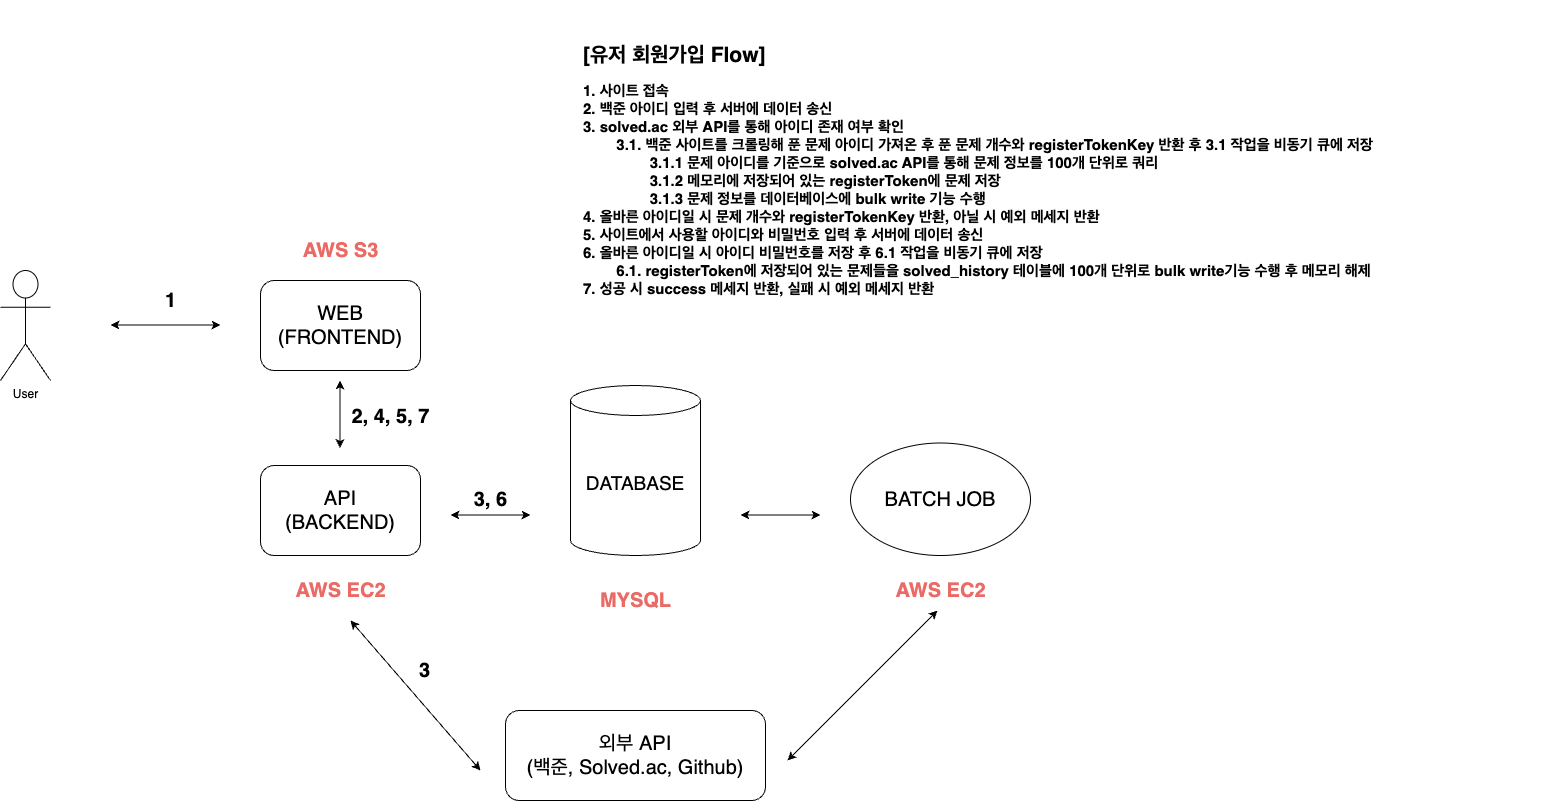 [유저 회원가입 Flow]
1. 사이트 접속
2. 백준 아이디 입력 후 서버에 데이터 송신
3. solved.ac 외부 API를 통해 아이디 존재 여부 확인
3.1. 백준 사이트를 크롤링해 푼 문제 아이디 가져온 후 푼 문제 개수와 registerTokenKey 반환 후 3.1 작업을 비동기 큐에 저장
3.1.1 문제 아이디를 기준으로 solved.ac API를 통해 문제 정보를 100개 단위로 쿼리
3.1.2 메모리에 저장되어 있는 registerToken에 문제 저장
3.1.3 문제 정보를 데이터베이스에 bulk write 기능 수행
4. 올바른 아이디일 시 문제 개수와 registerTokenKey 반환, 아닐 시 예외 메세지 반환
5. 사이트에서 사용할 아이디와 비밀번호 입력 후 서버에 데이터 송신
6. 올바른 아이디일 시 아이디 비밀번호를 저장 후 6.1 작업을 비동기 큐에 저장
6.1. registerToken에 저장되어 있는 문제들을 solved_history 테이블에 100개 단위로 bulk write기능 수행 후 메모리 해제
7. 성공 시 success 메세지 반환, 실패 시 예외 메세지 반환
AWS S3
1
WEB
(FRONTEND)
User
2, 4, 5, 7
API
(BACKEND)
3, 6
DATABASE
BATCH JOB
AWS EC2
MYSQL
AWS EC2
3
외부 API
(백준, Solved.ac, Github)